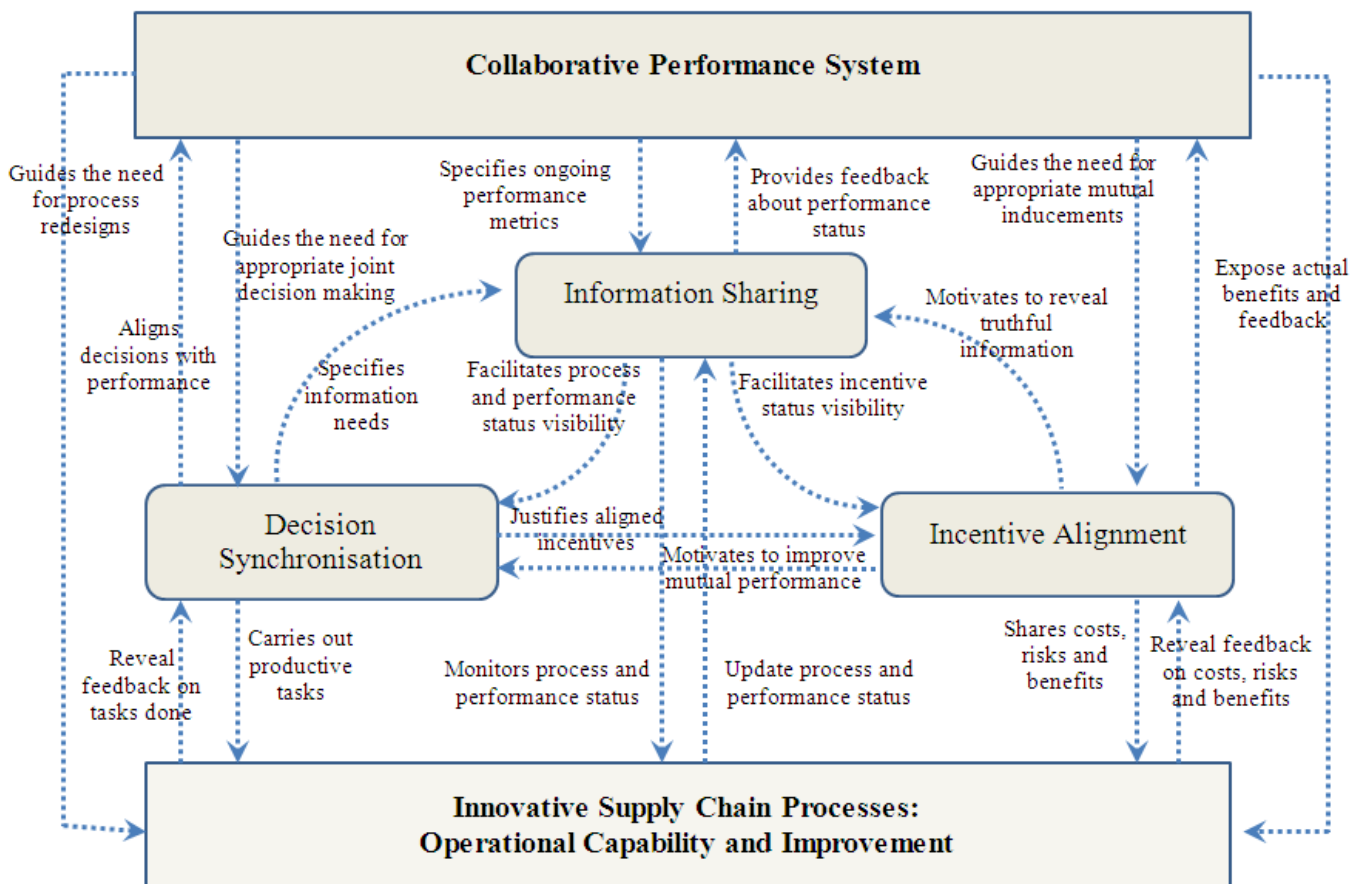 Collaborative Performance System
Guides the need
for process
redesigns
Specifies ongoing
performance
metrics
Provides feedback
about performance
status
Guides the need for
appropriate mutual
inducements
Guides the need for
appropriate joint
decision making
Information Sharing
Expose actual
benefits and
feedback
Motivates to reveal
truthful
information
Aligns
decisions with
performance
Specifies
information
needs
Facilitates process
and performance
status visibility
Facilitates incentive
status visibility
Decision
Synchronisation
Justifies aligned
incentives
Motivates to improve
mutual performance
Incentive Alignment
Reveal
feedback on
tasks done
Carries out
productive
tasks
Monitors process and
performance status
Update process and
performance status
Shares costs,
risks and
benefits
Reveal feedback
on costs, risks
and benefits
Innovative Supply Chain Processes:
Operational Capability and Improvement